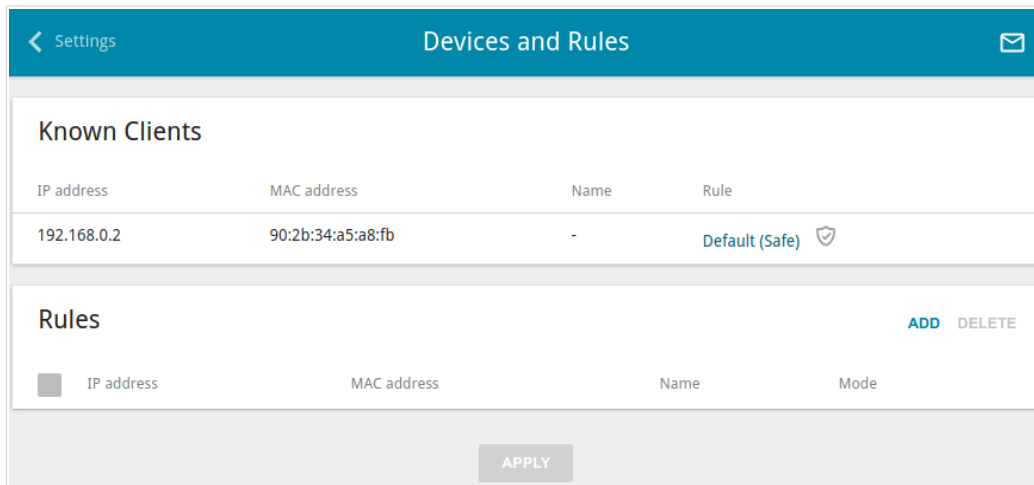 Settings Devices and Rules
Known Clients
IP address MAC address Name Rule
192.168.0.2 90:2b:34:a5:a8:fb - Default (Safe)
Rules ADD DELETE
IP address MAC address Name Mode
APPLY